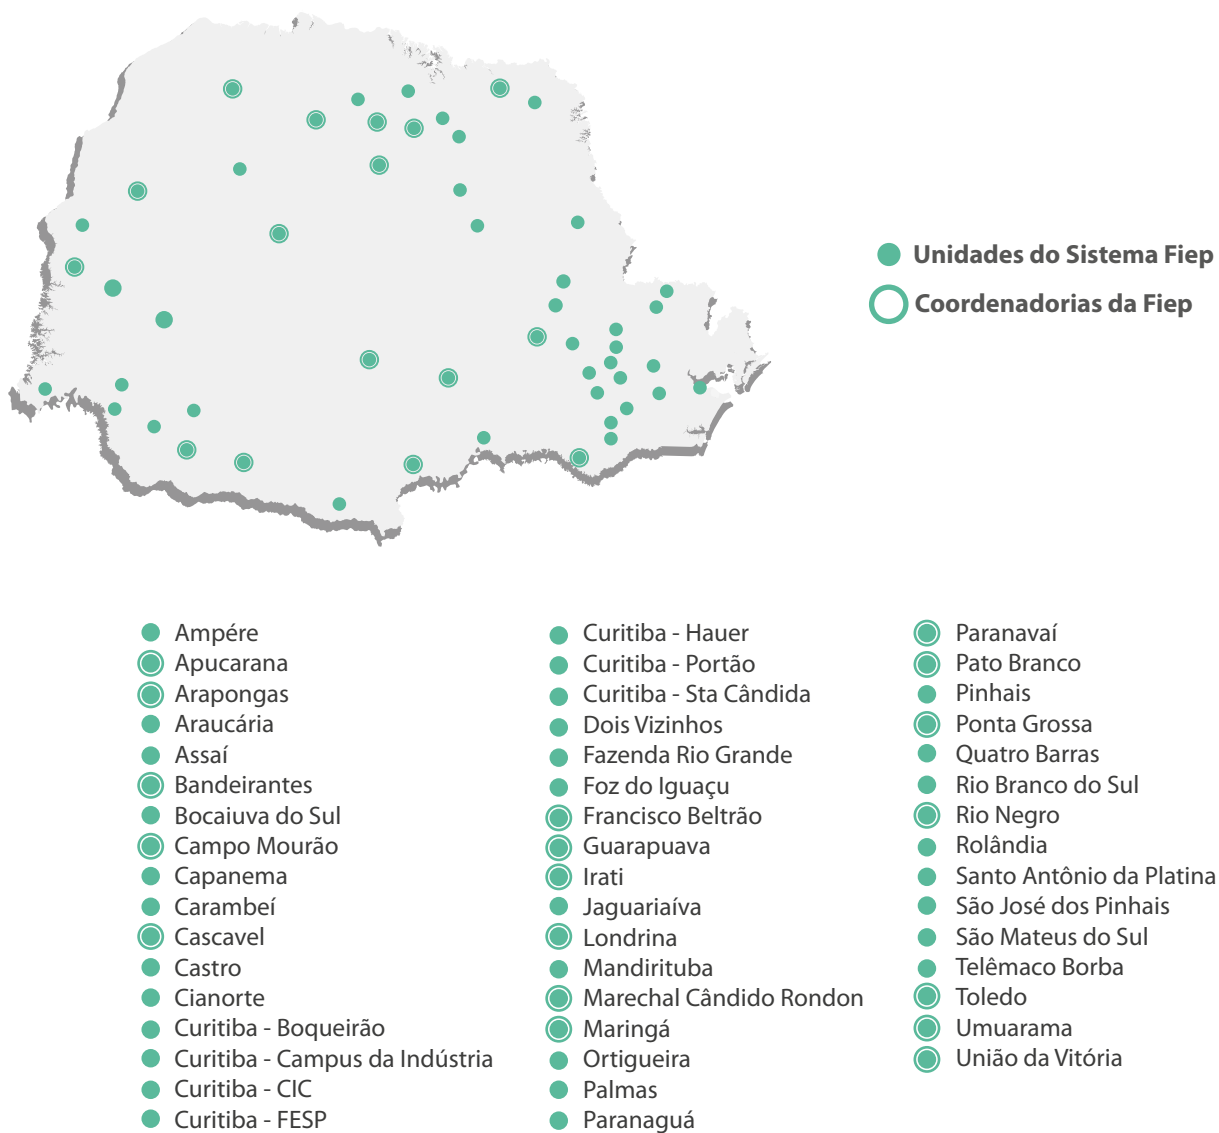 Unidades do Sistema Fiep
Coordenadorias da Fiep
Ampére
Apucarana
Arapongas
Araucária
Assaí
Bandeirantes
Bocaiuva do Sul
Campo Mourão
Capanema
Carambeí
Cascavel
Castro
Cianorte
Curitiba - Boqueirão
Curitiba - Campus da Indústria
Curitiba - CIC
Curitiba - FESP
Curitiba - Hauer
Curitiba - Portão
Curitiba - Sta Cândida
Dois Vizinhos
Fazenda Rio Grande
Foz do Iguaçu
Francisco Beltrão
Guarapuava
Irati
Jaguariaíva
Londrina
Mandirituba
Marechal Cândido Rondon
Maringá
Ortigueira
Palmas
Paranaguá
Paranavaí
Pato Branco
Pinhais
Ponta Grossa
Quatro Barras
Rio Branco do Sul
Rio Negro
Rolândia
Santo Antônio da Platina
São José dos Pinhais
São Mateus do Sul
Telêmaco Borba
Toledo
Umuarama
União da Vitória